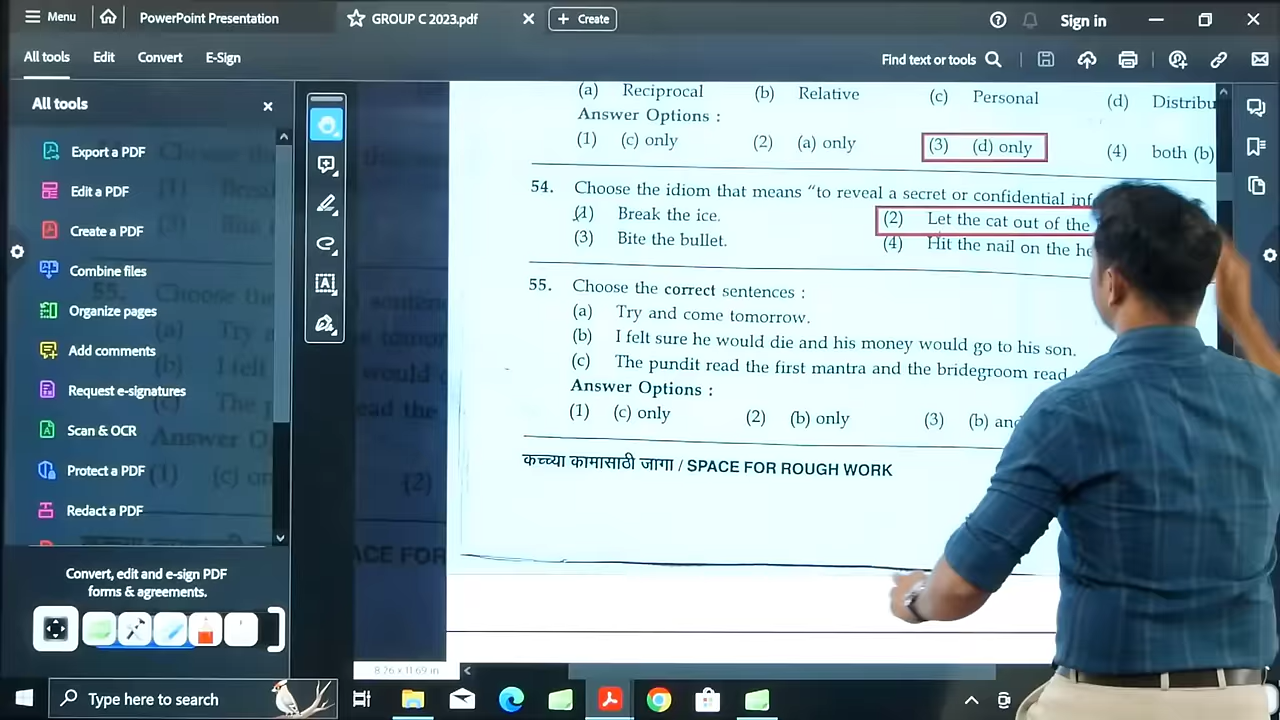 Menu PowerPoint Presentation GROUP C 2023.pdf Create Sign in
All tools Edit Convert E-Sign Find text or tools
All tools
Export a PDF
Edit a PDF
Create a PDF
Combine files
Organize pages
Add comments
Request e-signatures
Scan & OCR
Protect a PDF
Redact a PDF
Convert, edit and e-sign PDF
forms & agreements.
(a) Reciprocal (b) Relative (c) Personal (d) Distribu
Answer Options :
(1) (c) only (2) (a) only (3) (d) only (4) both (b)
54. Choose the idiom that means "to reveal a secret or confidential inf
(1) Break the ice. (2) Let the cat out of the
(3) Bite the bullet. (4) Hit the nail on the he
55. Choose the correct sentences :
(a) Try and come tomorrow.
(b) I felt sure he would die and his money would go to his son.
(c) The pundit read the first mantra and the bridegroom read
Answer Options :
(1) (c) only (2) (b) only (3) (b) and
कच्च्या कामासाठी जागा / SPACE FOR ROUGH WORK
8.26 x 11.69 in
Type here to search